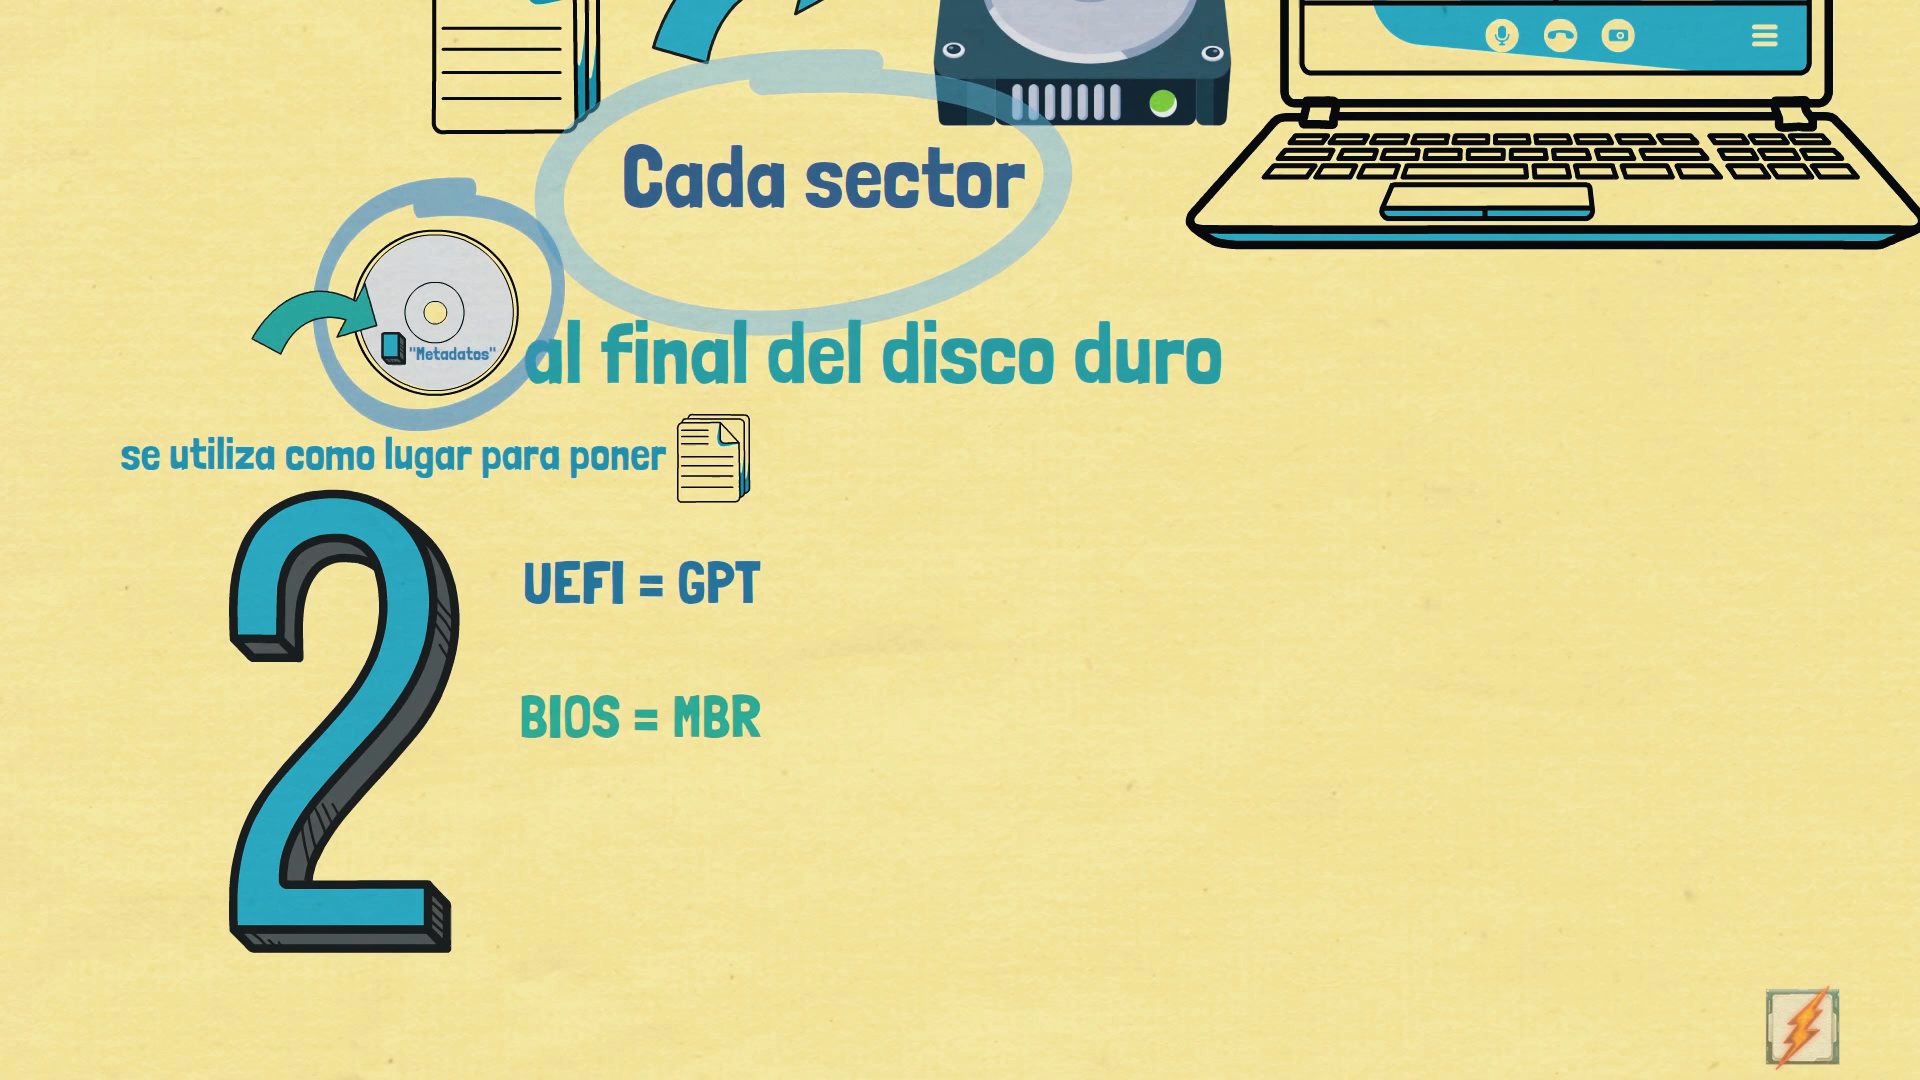 Cada sector
"Metadatos"
al final del disco duro
se utiliza como lugar para poner
2
UEFI = GPT
BIOS = MBR